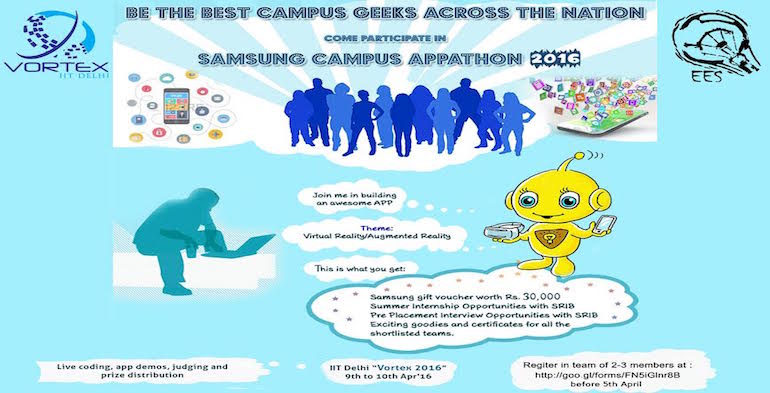 BE THE BEST CAMPUS GEEKS ACROSS THE NATION
COME PARTICIPATE IN
SAMSUNG CAMPUS APPATHON 2016
VORTEX
IIT DELHI
EES
Join me in building
an awesome APP
Theme:
Virtual Reality/Augmented Reality
This is what you get:
Samsung gift voucher worth Rs. 30,000
Summer Internship Opportunities with SRIB
Pre Placement Interview Opportunities with SRIB
Exciting goodies and certificates for all the
shortlisted teams.
Live coding, app demos, judging and
prize distribution
IIT Delhi "Vortex 2016"
9th to 10th Apr'16
Regiter in team of 2-3 members at :
http://goo.gl/forms/FN5iGlnr8B
before 5th April